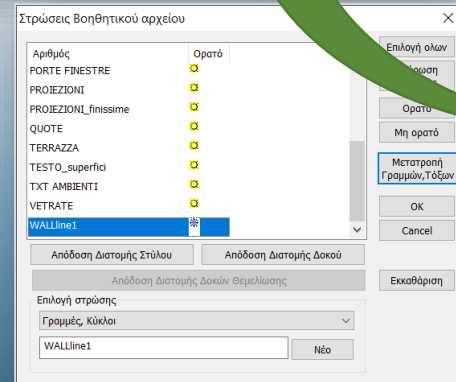 Στρώσεις Βοηθητικού αρχείου
Αριθμός Ορατό
PORTE FINESTRE
PROIEZIONI
PROIEZIONI_finissime
QUOTE
TERRAZZA
TESTO_superfici
TXT AMBIENTI
VETRATE
WALLline1
Επιλογή ολων
Ορατό
Μη ορατό
Μετατροπή
Γραμμών,Τόξων
OK
Cancel
Απόδοση Διατομής Στύλου Απόδοση Διατομής Δοκού
Απόδοση Διατομής Δοκών Θεμελίωσης Εκκαθάριση
Επιλογή στρώσης
Γραμμές, Κύκλοι
WALLline1 Νέο